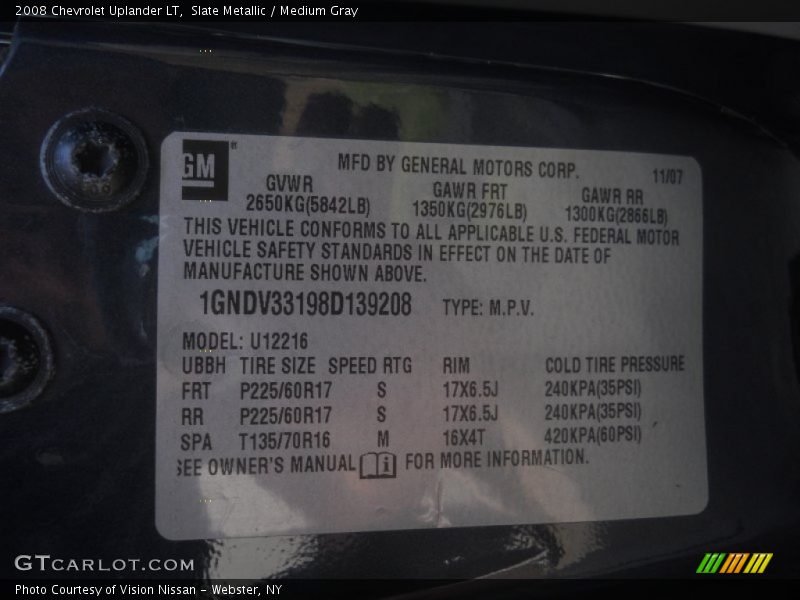 2008 Chevrolet Uplander LT, Slate Metallic / Medium Gray
GM®
MFD BY GENERAL MOTORS CORP. 11/07
GVWR GAWR FRT GAWR RR
2650KG(5842LB) 1350KG(2976LB) 1300KG(2866LB)
THIS VEHICLE CONFORMS TO ALL APPLICABLE U.S. FEDERAL MOTOR
VEHICLE SAFETY STANDARDS IN EFFECT ON THE DATE OF
MANUFACTURE SHOWN ABOVE.
1GNDV33198D139208 TYPE: M.P.V.
MODEL: U12216
UBBH TIRE SIZE SPEED RTG RIM COLD TIRE PRESSURE
FRT P225/60R17 S 17X6.5J 240KPA(35PSI)
RR P225/60R17 S 17X6.5J 240KPA(35PSI)
SPA T135/70R16 M 16X4T 420KPA(60PSI)
SEE OWNER'S MANUAL i FOR MORE INFORMATION.
GTCARLOT.COM
Photo Courtesy of Vision Nissan - Webster, NY